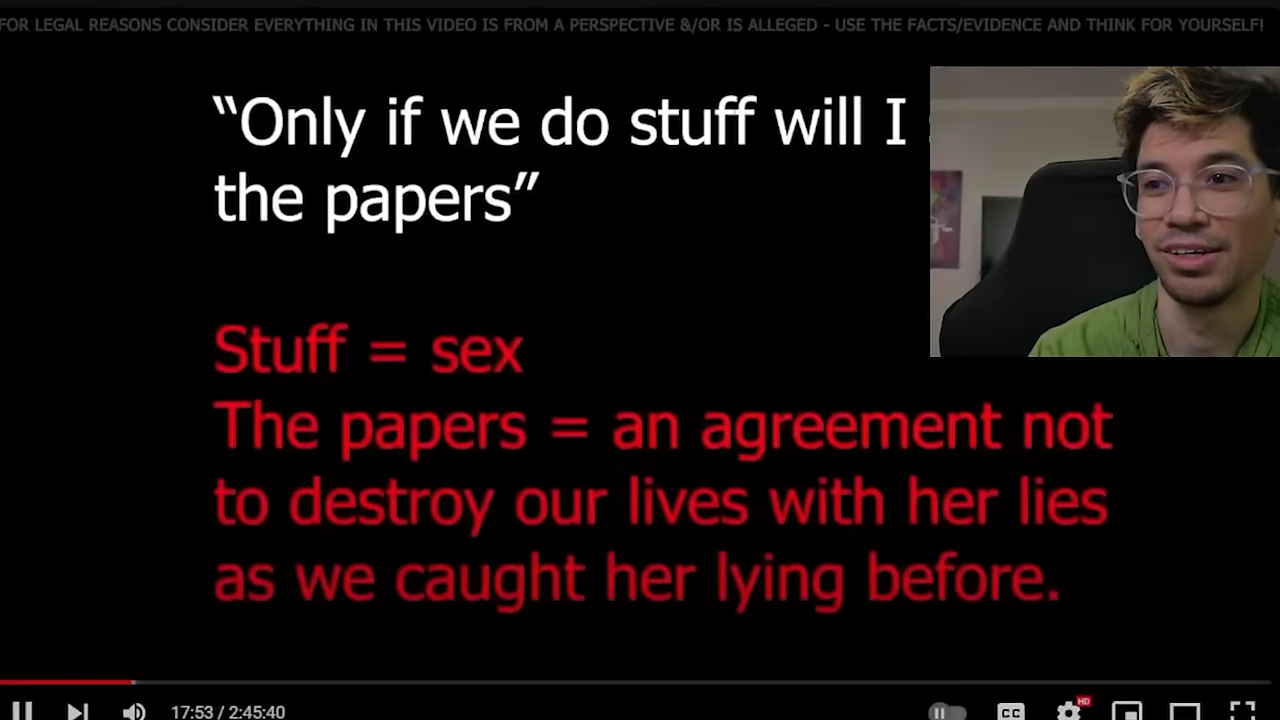 FOR LEGAL REASONS CONSIDER EVERYTHING IN THIS VIDEO IS FROM A PERSPECTIVE &/OR IS ALLEGED - USE THE FACTS/EVIDENCE AND THINK FOR YOURSELF!
“Only if we do stuff will I
the papers”
Stuff = sex
The papers = an agreement not
to destroy our lives with her lies
as we caught her lying before.
17:53 / 2:45:40
CC
HD